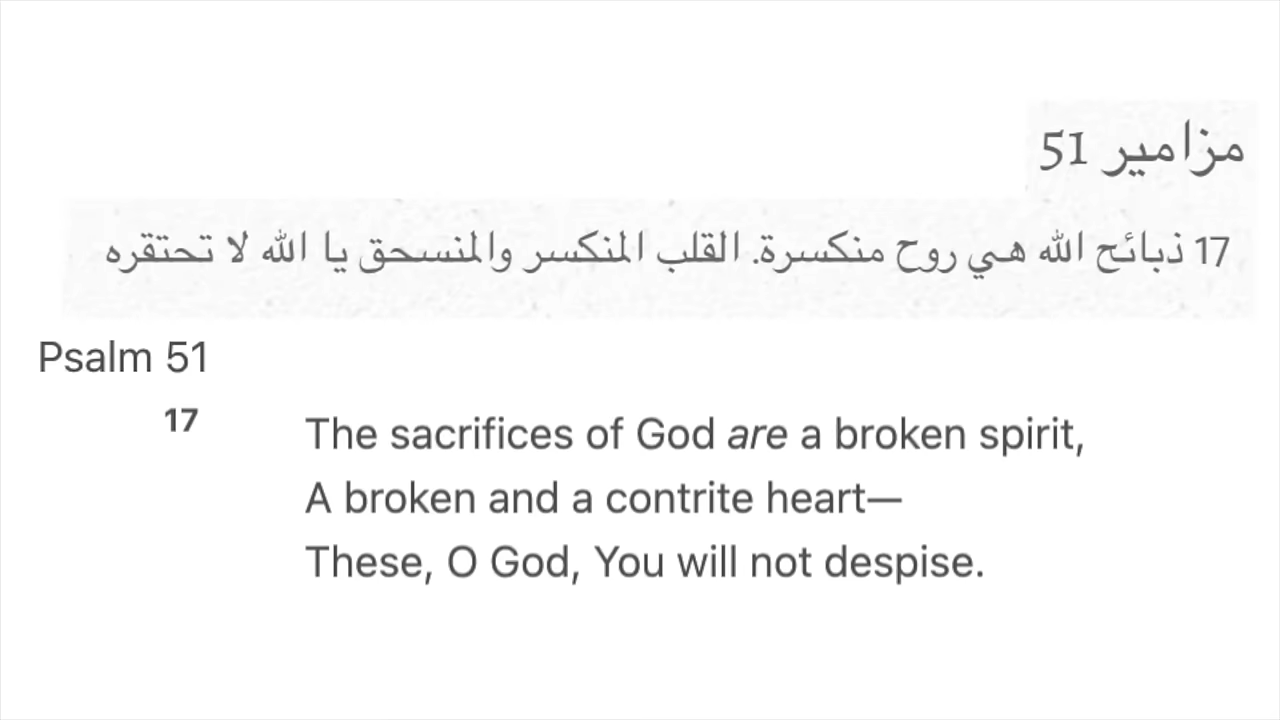 مزامير 51
17 ذبائح الله هي روح منكسرة. القلب المنكسر والمنسحق يا الله لا تحتقره
Psalm 51
17 The sacrifices of God are a broken spirit,
A broken and a contrite heart—
These, O God, You will not despise.